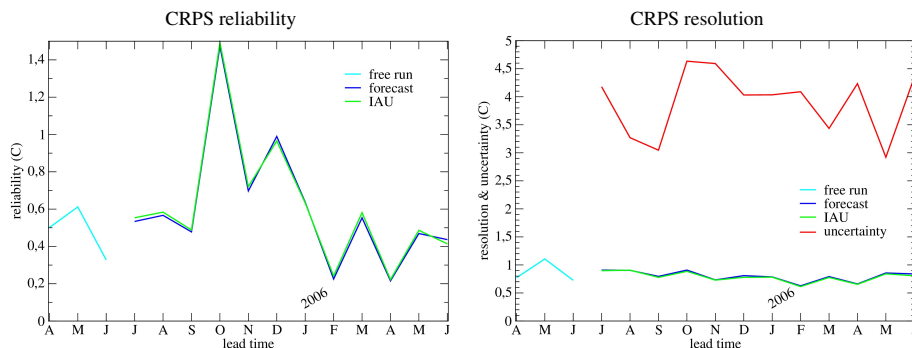 CRPS reliability
1,4
1,2
1
0,8
0,6
0,4
0,2
0
reliability (C)
free run
forecast
IAU
2006
A M J J A S O N D J F M A M J
lead time
CRPS resolution
5
4,5
4
3,5
3
2,5
2
1,5
1
0,5
0
resolution & uncertainty (C)
free run
forecast
IAU
uncertainty
2006
A M J J A S O N D J F M A M J
lead time